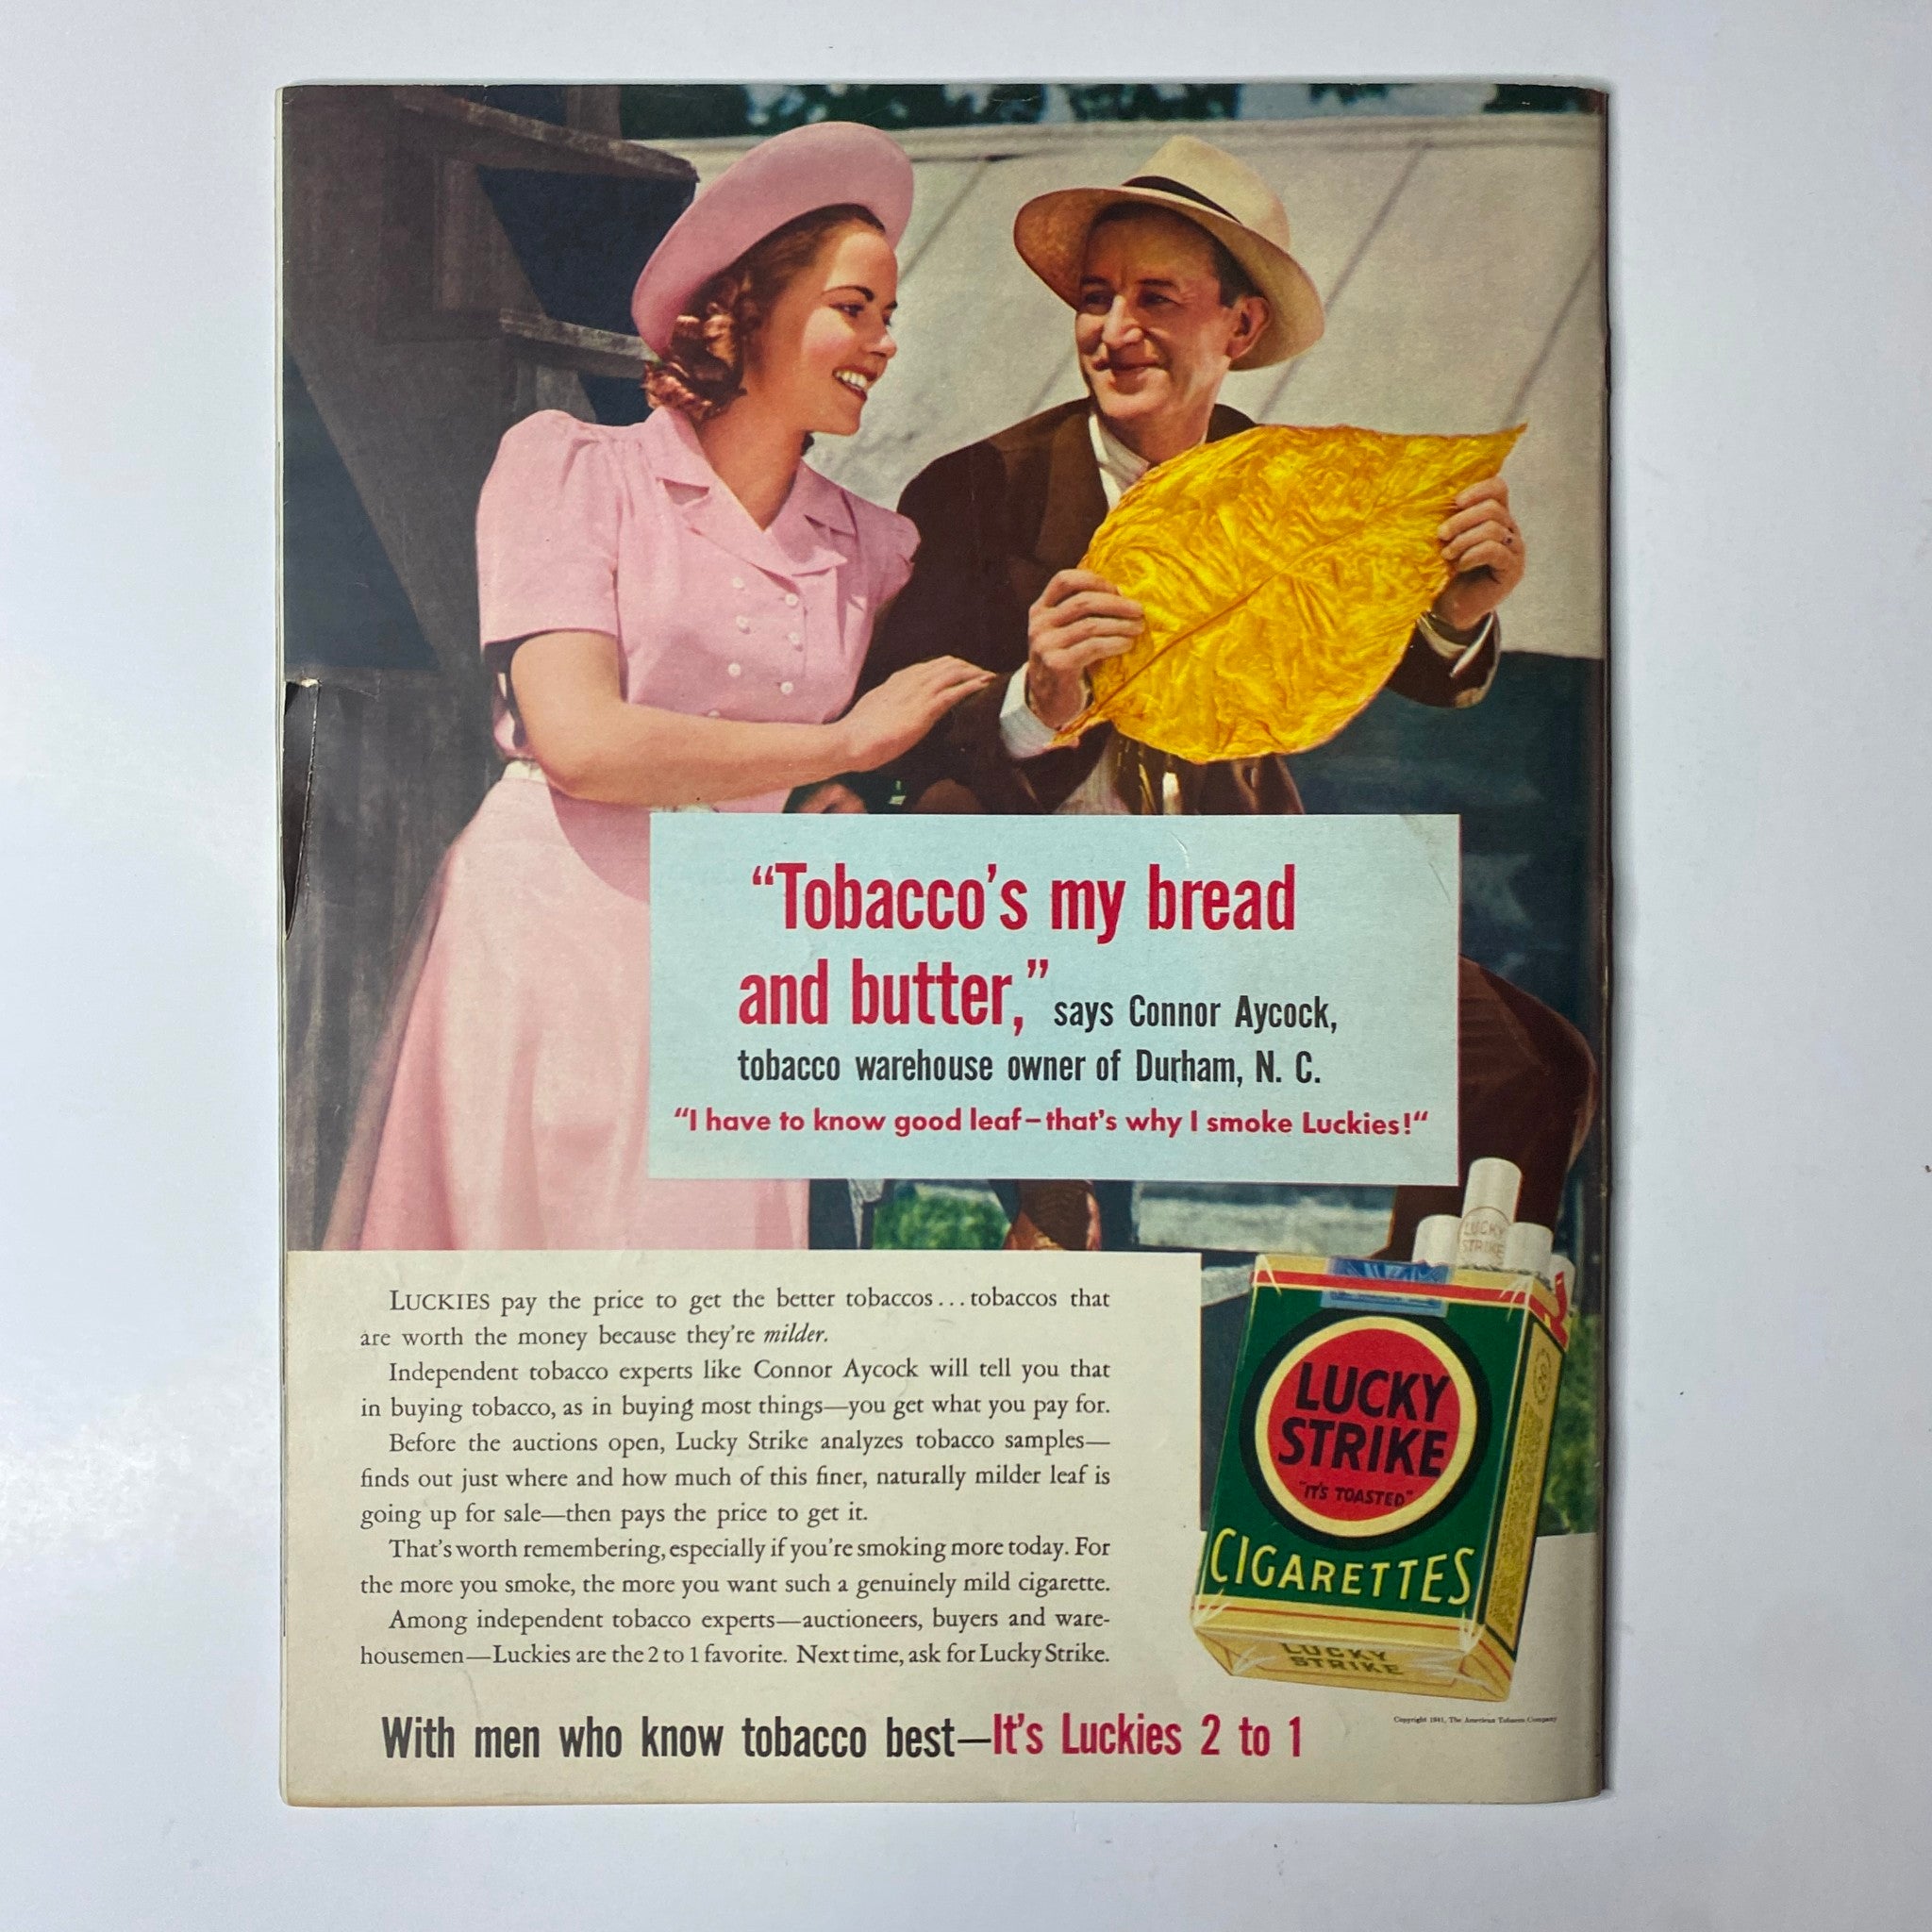 “Tobacco’s my bread
and butter,” says Connor Aycock,
tobacco warehouse owner of Durham, N. C.
“I have to know good leaf–that’s why I smoke Luckies!“
LUCKIES pay the price to get the better tobaccos...tobaccos that
are worth the money because they’re milder.
Independent tobacco experts like Connor Aycock will tell you that
in buying tobacco, as in buying most things—you get what you pay for.
Before the auctions open, Lucky Strike analyzes tobacco samples—
finds out just where and how much of this finer, naturally milder leaf is
going up for sale—then pays the price to get it.
That’s worth remembering, especially if you’re smoking more today. For
the more you smoke, the more you want such a genuinely mild cigarette.
Among independent tobacco experts—auctioneers, buyers and ware-
housemen—Luckies are the 2 to 1 favorite. Next time, ask for Lucky Strike.
LUCKY
STRIKE
LUCKY
STRIKE
"IT'S TOASTED"
CIGARETTES
LUCKY
STRIKE
Copyright 1941, The American Tobacco Company
With men who know tobacco best—It’s Luckies 2 to 1